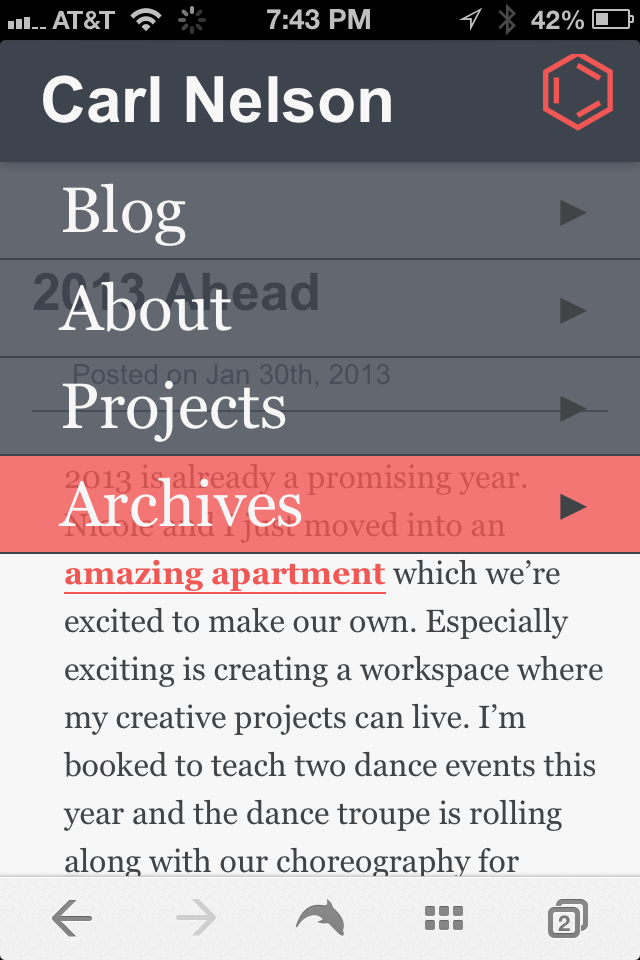 AT&T 7:43 PM 42%
Carl Nelson
Blog
2013 Ahead
About
Posted on Jan 30th, 2013
Projects
2013 is already a promising year.
Archives
Nicole and I just moved into an
amazing apartment which we’re
excited to make our own. Especially
exciting is creating a workspace where
my creative projects can live. I’m
booked to teach two dance events this
year and the dance troupe is rolling
along with our choreography for
2